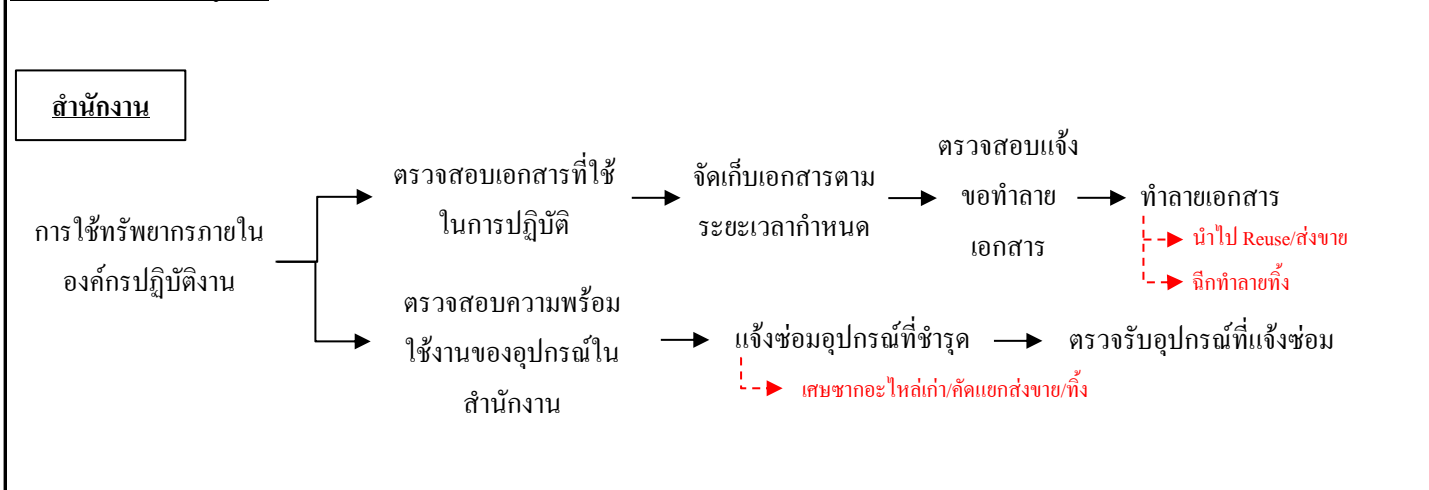 สำนักงาน
การใช้ทรัพยากรภายใน
องค์กรปฏิบัติงาน
ตรวจสอบเอกสารที่ใช้
ในการปฏิบัติ
จัดเก็บเอกสารตาม
ระยะเวลากำหนด
ตรวจสอบแจ้ง
ขอทำลาย
เอกสาร
ทำลายเอกสาร
นำไป Reuse/ส่งขาย
ฉีกทำลายทิ้ง
ตรวจสอบความพร้อม
ใช้งานของอุปกรณ์ใน
สำนักงาน
แจ้งซ่อมอุปกรณ์ที่ชำรุด
เศษซากอะไหล่เก่า/คัดแยกส่งขาย/ทิ้ง
ตรวจรับอุปกรณ์ที่แจ้งซ่อม